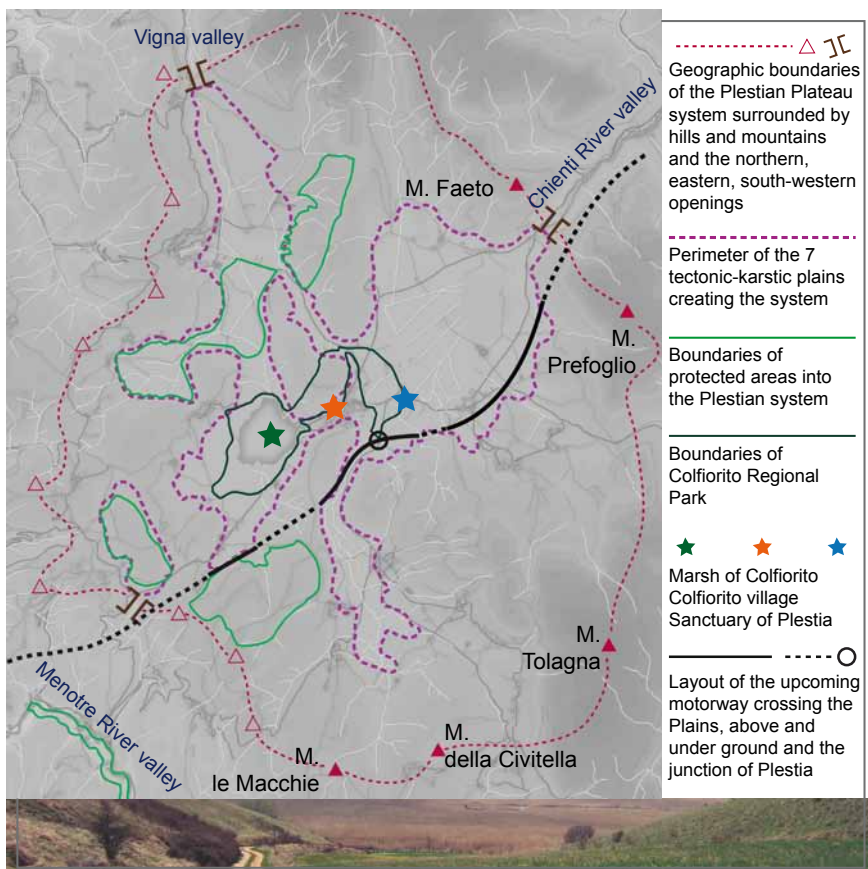 Vigna valley
M. Faeto
Chienti River valley
M.
Prefoglio
M.
Tolagna
M.
della Civitella
M.
le Macchie
Menotre River valley
Geographic boundaries
of the Plestian Plateau
system surrounded by
hills and mountains
and the northern,
eastern, south-western
openings
Perimeter of the 7
tectonic-karstic plains
creating the system
Boundaries of
protected areas into
the Plestian system
Boundaries of
Colfiorito Regional
Park
Marsh of Colfiorito
Colfiorito village
Sanctuary of Plestia
Layout of the upcoming
motorway crossing the
Plains, above and
under ground and the
junction of Plestia